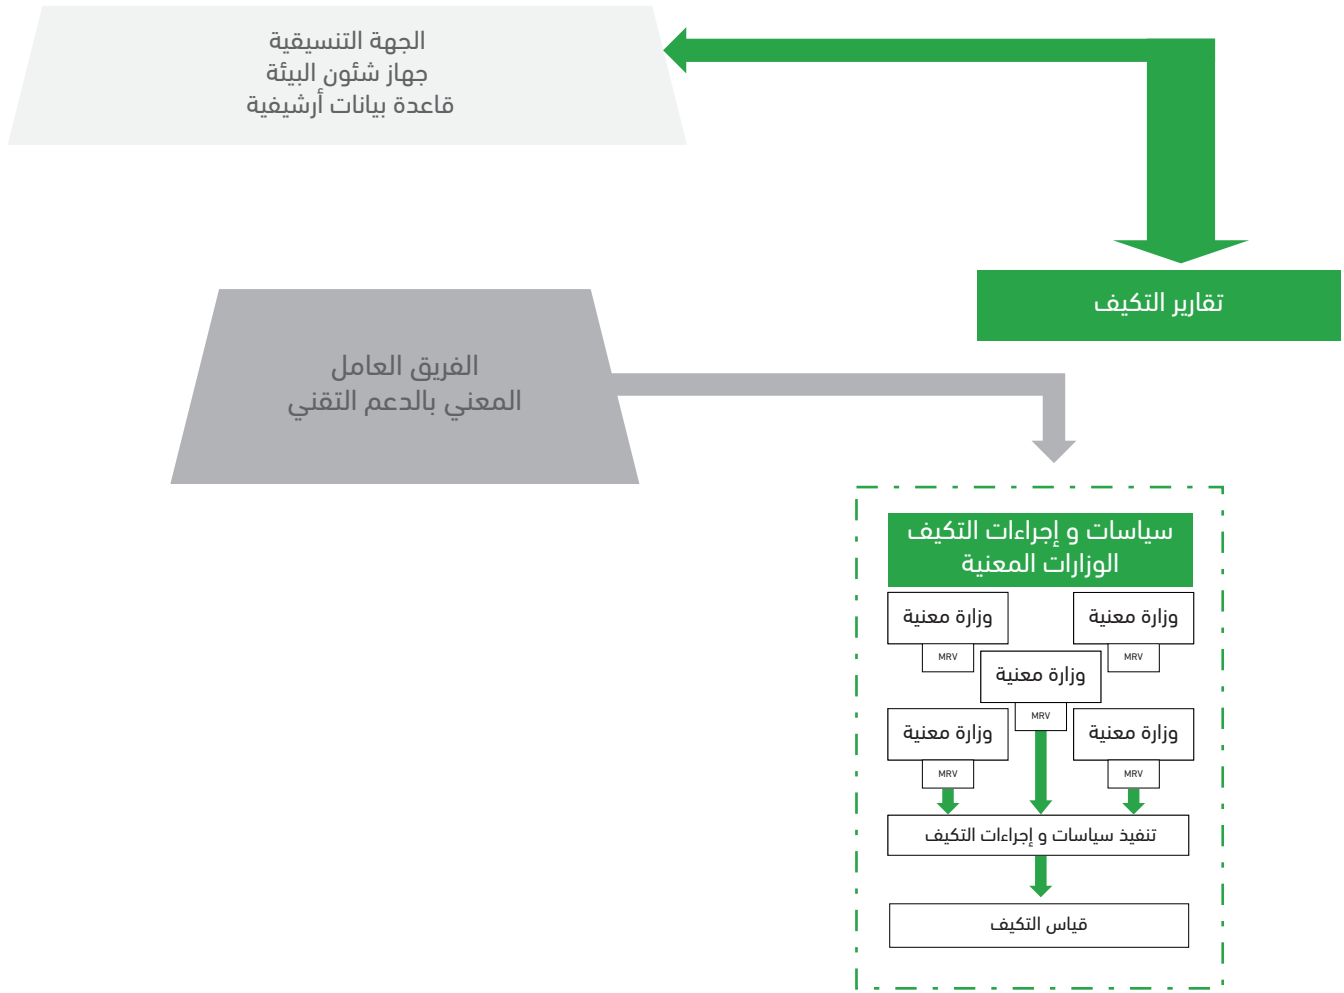 الجهة التنسيقية
جهاز شئون البيئة
قاعدة بيانات أرشيفية
تقارير التكيف
الفريق العامل
المعني بالدعم التقني
سياسات و إجراءات التكيف
الوزارات المعنية
وزارة معنية
MRV
وزارة معنية
MRV
وزارة معنية
MRV
وزارة معنية
MRV
وزارة معنية
MRV
تنفيذ سياسات و إجراءات التكيف
قياس التكيف